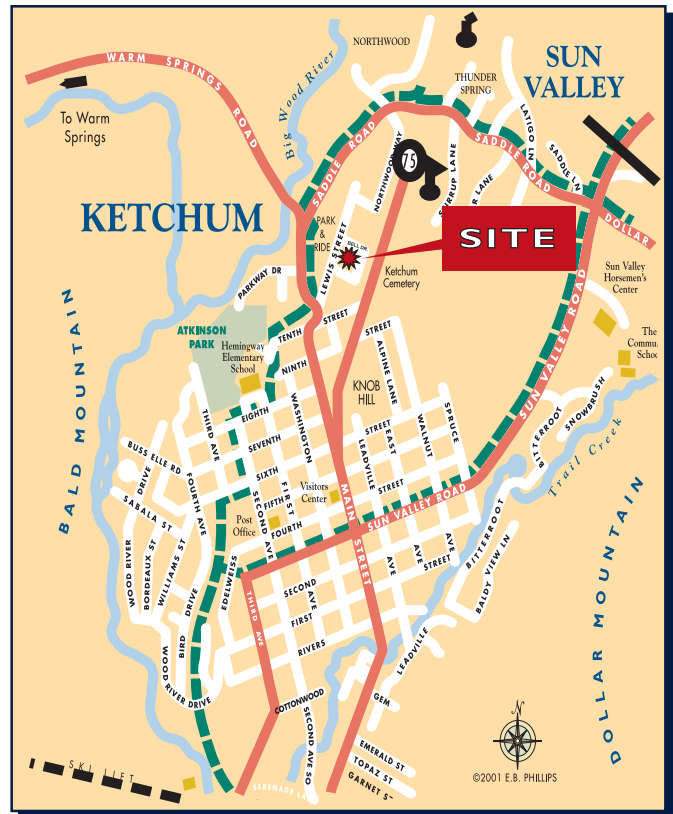 NORTHWOOD
SUN
VALLEY
WARM SPRINGS ROAD
THUNDER
SPRING
To Warm
Springs
Big Wood River
SADDLE ROAD
NORTHWOOD WAY
75
LATIGO LN
SADDLE LN
SADDLE ROAD
KETCHUM
PARK
&
RIDE
LEWIS STREET
BELL DR.
SITE
DOLLAR
PARKWAY DR
Ketchum
Cemetery
Sun Valley
Horsemen's
Center
SUN VALLEY ROAD
ATKINSON
PARK
Hemingway
Elementary
School
TENTH STREET
NINTH
STREET
ALPINE LANE
KNOB
HILL
The
BALD MOUNTAIN
THIRD AVE
EIGHTH
WASHINGTON
SEVENTH
STREET
LEADVILLE
EAST
WALNUT
SPRUCE
BITTERROOT
SNOWBRUSH
Trail Creek
BUSS ELLE RD
DRIVE
SABALA ST
FOURTH AVE
SIXTH
FIRST
SECOND AVE
FIFTH
FOURTH
Visitors
Center
STREET
Post
Office
MAIN STREET
SUN VALLEY ROAD
WOOD RIVER
BORDEAUX ST
WILLIAMS ST
BIRD DRIVE
EDELWEISS
THIRD AVE
SECOND
AVE
FIRST
RIVERS
AVE
AVE
STREET
AVE
BITTERROOT
BALDY VIEW LN
LEADVILLE
DOLLAR MOUNTAIN
WOOD
RIVER DRIVE
COTTONWOOD
SECOND AVE SO
GEM
N
EMERALD ST
TOPAZ ST
GARNET
SERENADE
SKI LIFT
©2001 E.B. PHILLIPS